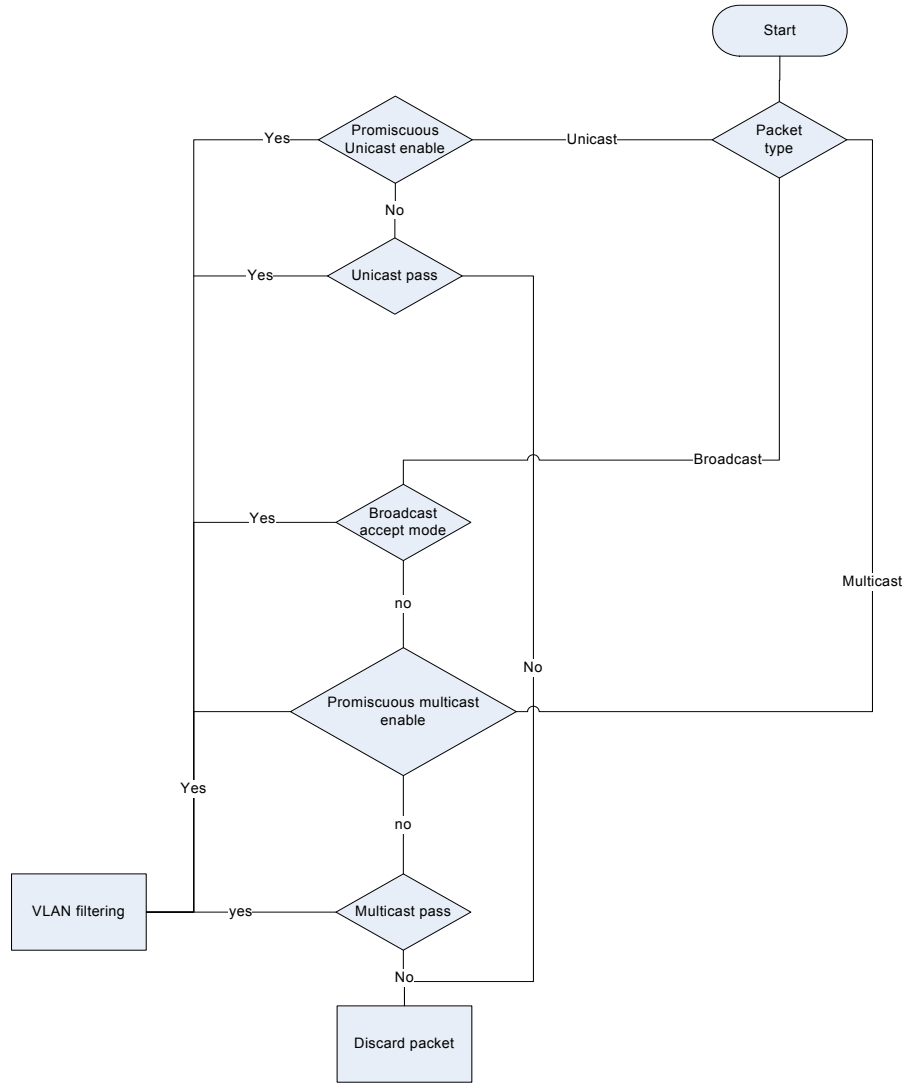 Start
Packet
type
Promiscuous
Unicast enable
Yes
Unicast
No
Yes
Unicast pass
Broadcast
Broadcast
accept mode
Yes
Multicast
no
No
Promiscuous multicast
enable
Yes
no
VLAN filtering
yes
Multicast pass
No
Discard packet